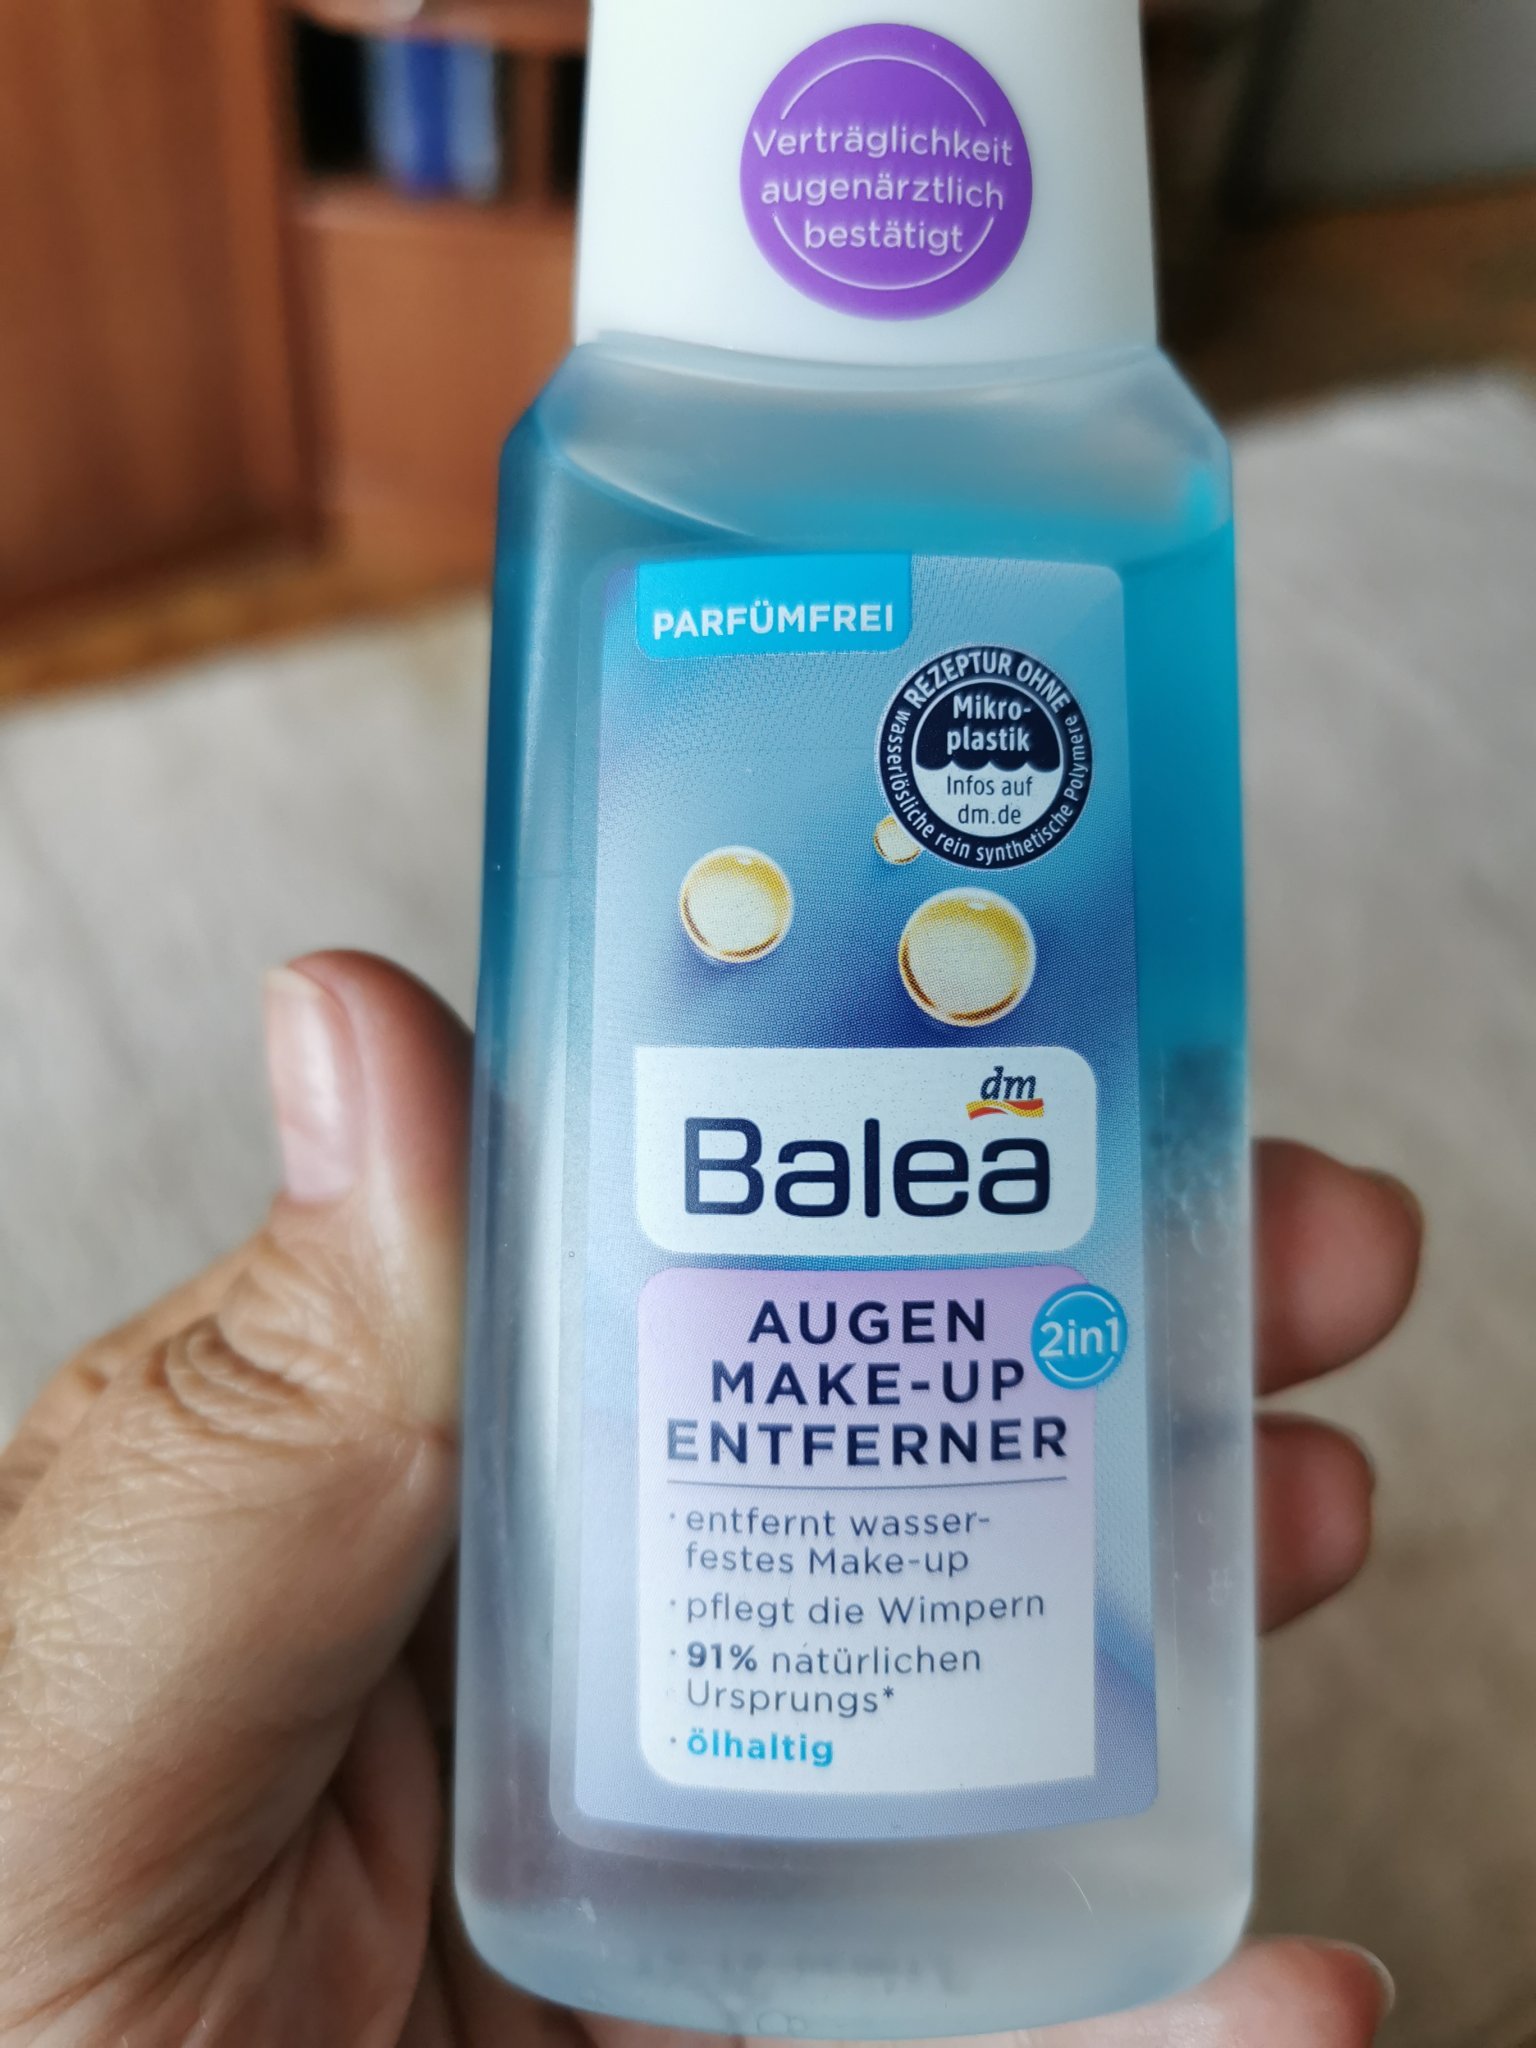 Verträglichkeit
augenärztlich
bestätigt
PARFÜMFREI
REZEPTUR OHNE
Mikro-
plastik
Infos auf
dm.de
wasserlösliche rein synthetische Polymere
dm
Balea
AUGEN
MAKE-UP
ENTFERNER
2in1
· entfernt wasser-
festes Make-up
· pflegt die Wimpern
· 91% natürlichen
Ursprungs*
· ölhaltig